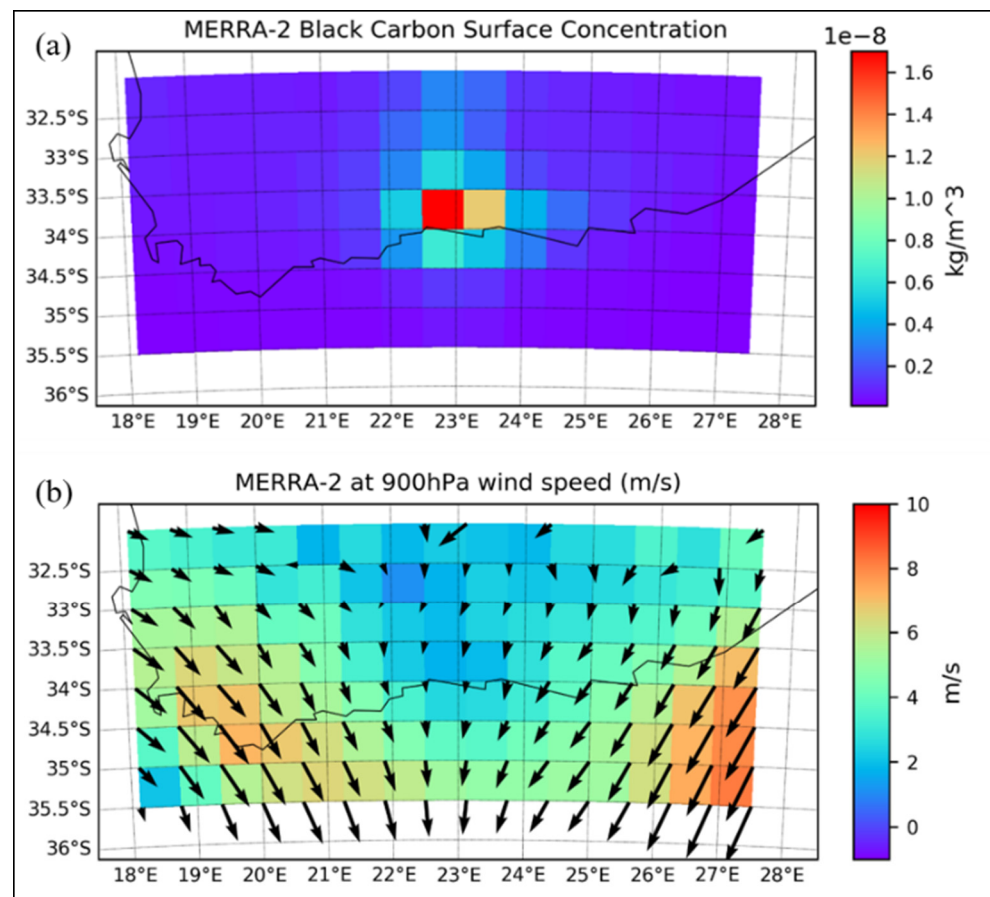 (a)
MERRA-2 Black Carbon Surface Concentration
1e−8
32.5°S
33°S
33.5°S
34°S
34.5°S
35°S
35.5°S
36°S
18°E 19°E 20°E 21°E 22°E 23°E 24°E 25°E 26°E 27°E 28°E
1.6
1.4
1.2
1.0
0.8
0.6
0.4
0.2
kg/m^3
(b)
MERRA-2 at 900hPa wind speed (m/s)
32.5°S
33°S
33.5°S
34°S
34.5°S
35°S
35.5°S
36°S
18°E 19°E 20°E 21°E 22°E 23°E 24°E 25°E 26°E 27°E 28°E
10
8
6
4
2
0
m/s